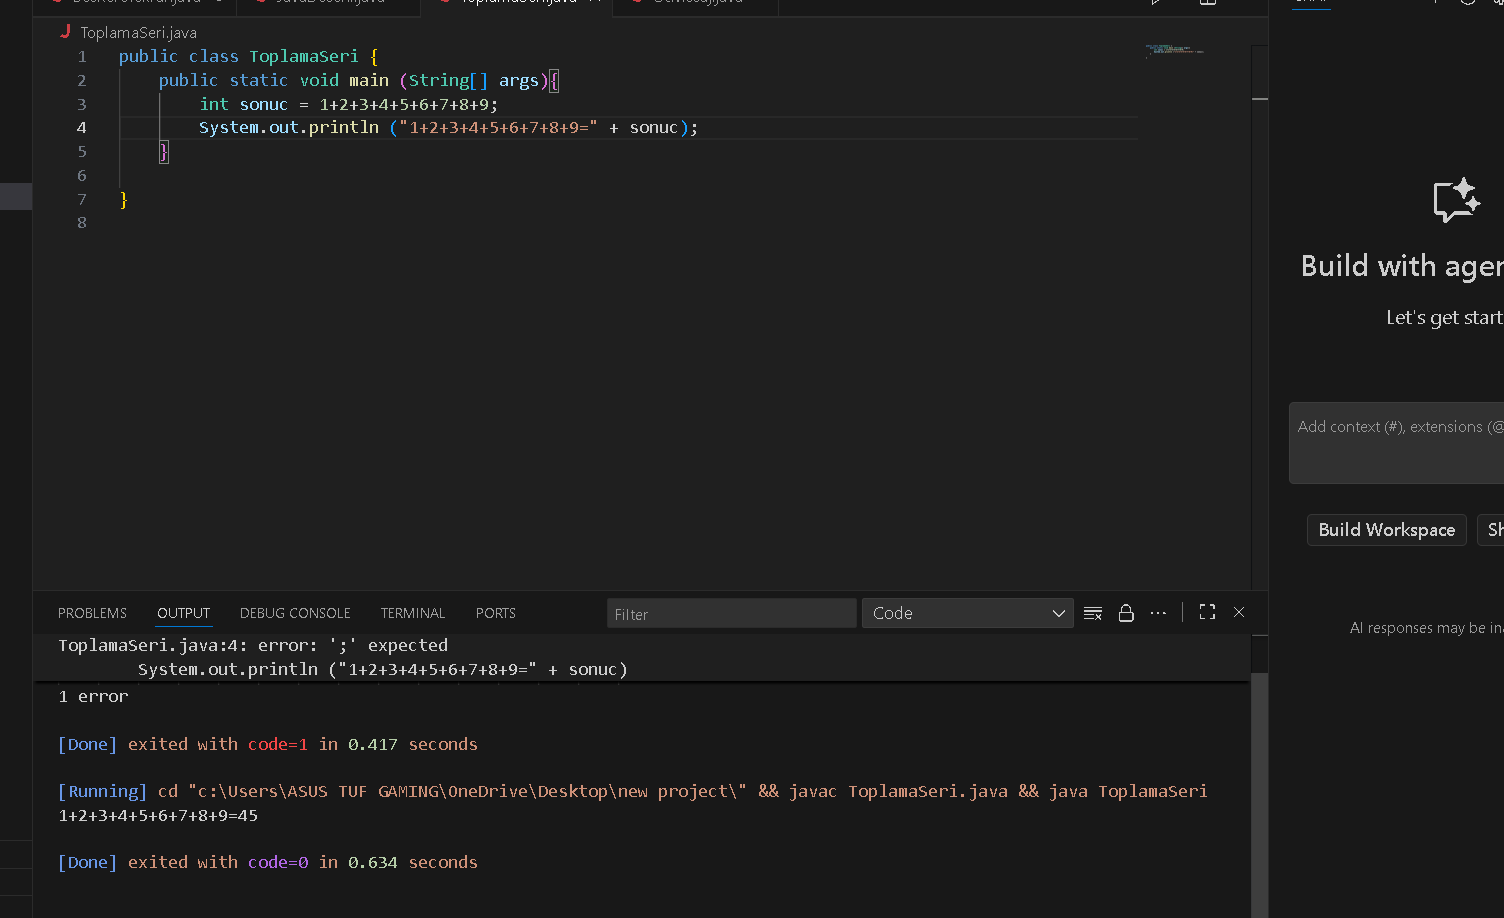 ToplamaSeri.java
1 public class ToplamaSeri {
2 public static void main (String[] args){
3 int sonuc = 1+2+3+4+5+6+7+8+9;
4 System.out.println ("1+2+3+4+5+6+7+8+9=" + sonuc);
5 }
6
7 }
8
Build with
Let's get
Add context (#), extensions (@
Build Workspace
AI responses may be
PROBLEMS OUTPUT DEBUG CONSOLE TERMINAL PORTS Filter Code
ToplamaSeri.java:4: error: ';' expected
System.out.println ("1+2+3+4+5+6+7+8+9=" + sonuc)
1 error
[Done] exited with code=1 in 0.417 seconds
[Running] cd "c:\Users\ASUS TUF GAMING\OneDrive\Desktop\new project\" && javac ToplamaSeri.java && java ToplamaSeri
1+2+3+4+5+6+7+8+9=45
[Done] exited with code=0 in 0.634 seconds